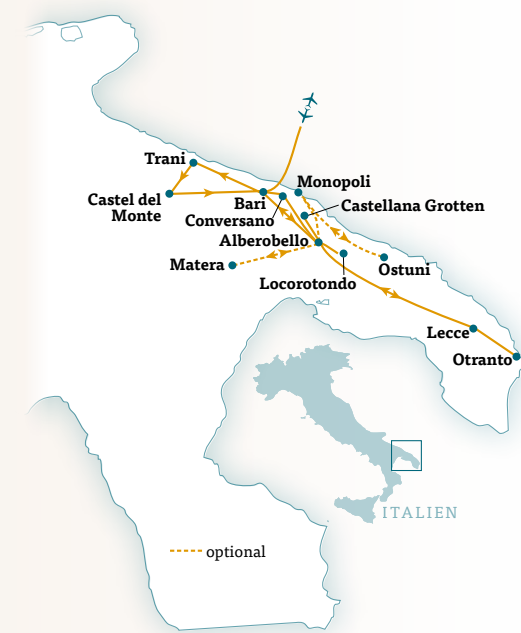 Trani
Monopoli
Castel del
Monte
Bari
Castellana Grotten
Conversano
Alberobello
Matera
Ostuni
Locorotondo
Lecce
Otranto
ITALIEN
optional